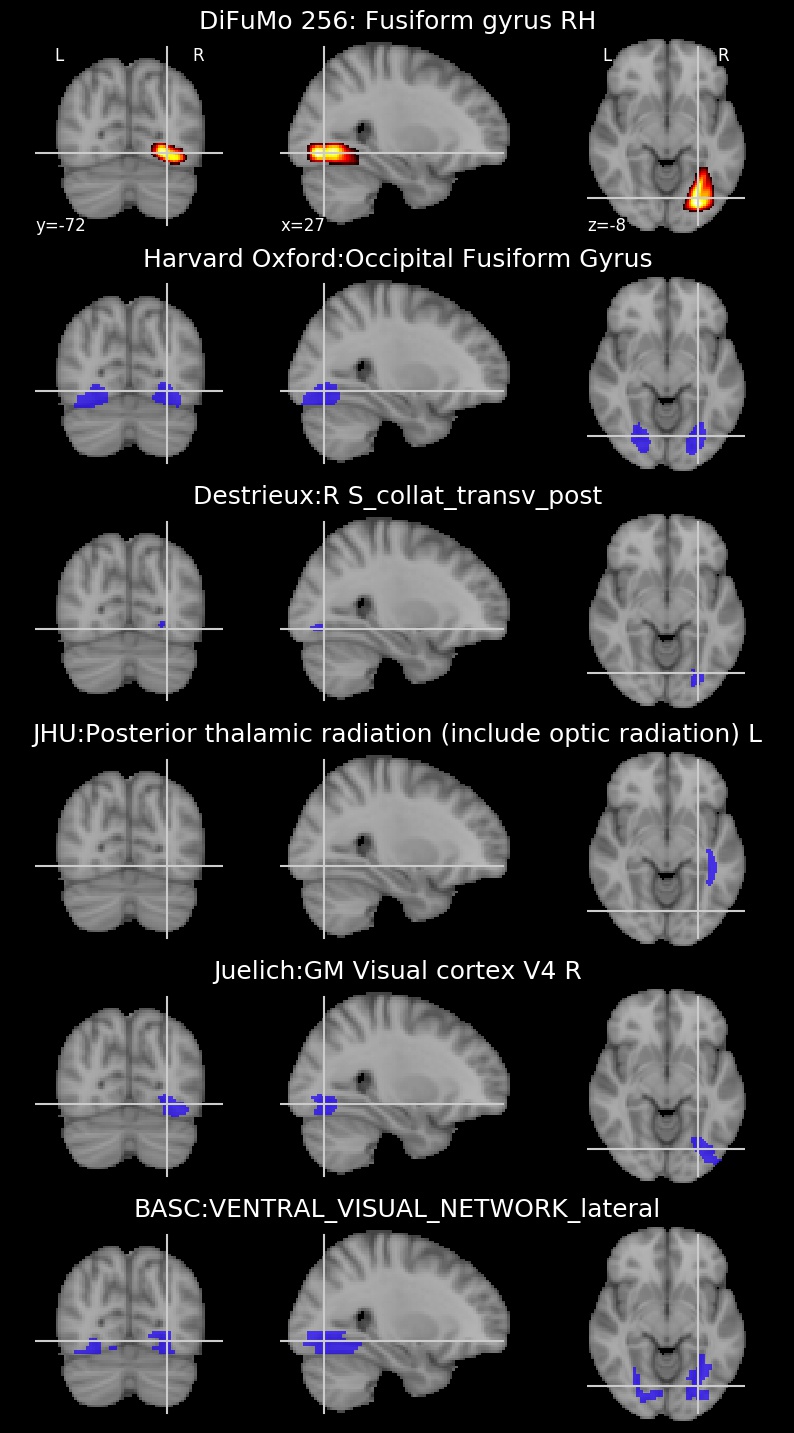 DiFuMo 256: Fusiform gyrus RH
L R L R
y=-72 x=27 z=-8
Harvard Oxford:Occipital Fusiform Gyrus
Destrieux:R S_collat_transv_post
JHU:Posterior thalamic radiation (include optic radiation) L
Juelich:GM Visual cortex V4 R
BASC:VENTRAL_VISUAL_NETWORK_lateral